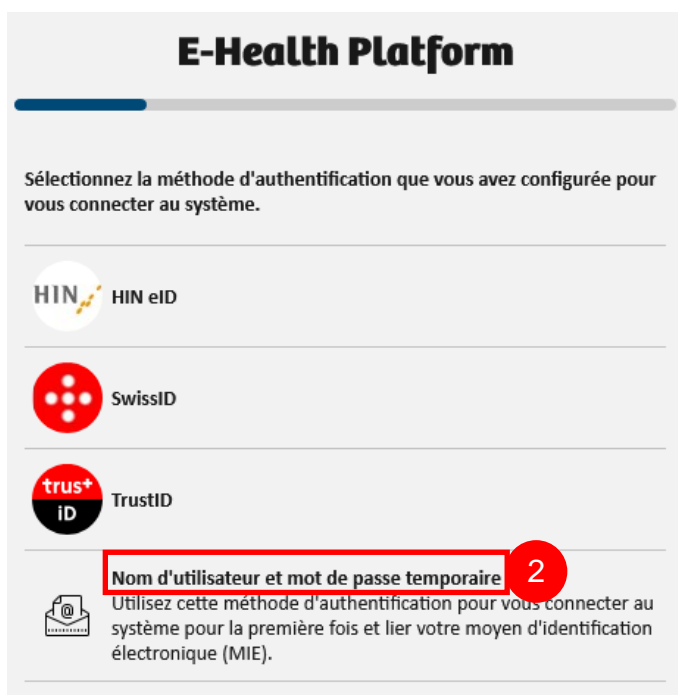 E-Health Platform
Sélectionnez la méthode d'authentification que vous avez configurée pour
vous connecter au système.
HIN
HIN eID
SwissID
trus+
iD
TrustID
Nom d'utilisateur et mot de passe temporaire
2
@
Utilisez cette méthode d'authentification pour vous connecter au
système pour la première fois et lier votre moyen d'identification
électronique (MIE).